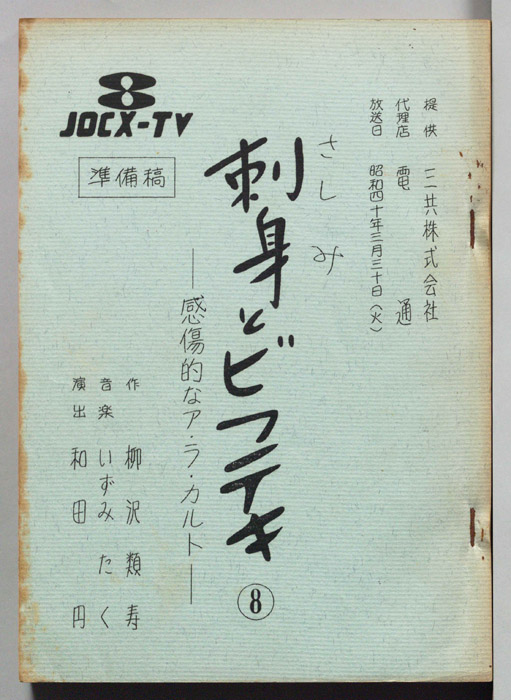 提供 三共株式会社
代理店 電通
放送日 昭和四十年三月三十日(火)
8
JOCX-TV
準備稿
さしみ
刺身とビフテキ
⑧
―感傷的なア・ラ・カルト―
作 柳沢類寿
音楽 いずみたく
演出 和田円